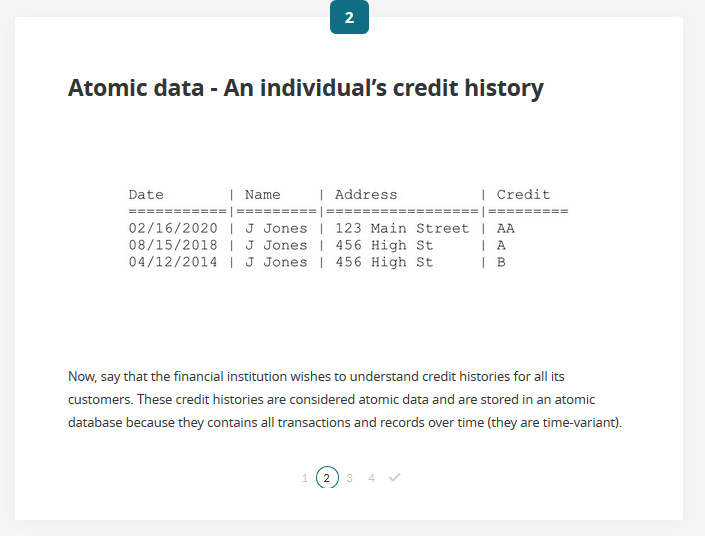 2
Atomic data - An individual's credit history
Date | Name | Address | Credit
===========|=========|=================|=========
02/16/2020 | J Jones | 123 Main Street | AA
08/15/2018 | J Jones | 456 High St | A
04/12/2014 | J Jones | 456 High St | B
Now, say that the financial institution wishes to understand credit histories for all its
customers. These credit histories are considered atomic data and are stored in an atomic
database because they contains all transactions and records over time (they are time-variant).
1 2 3 4